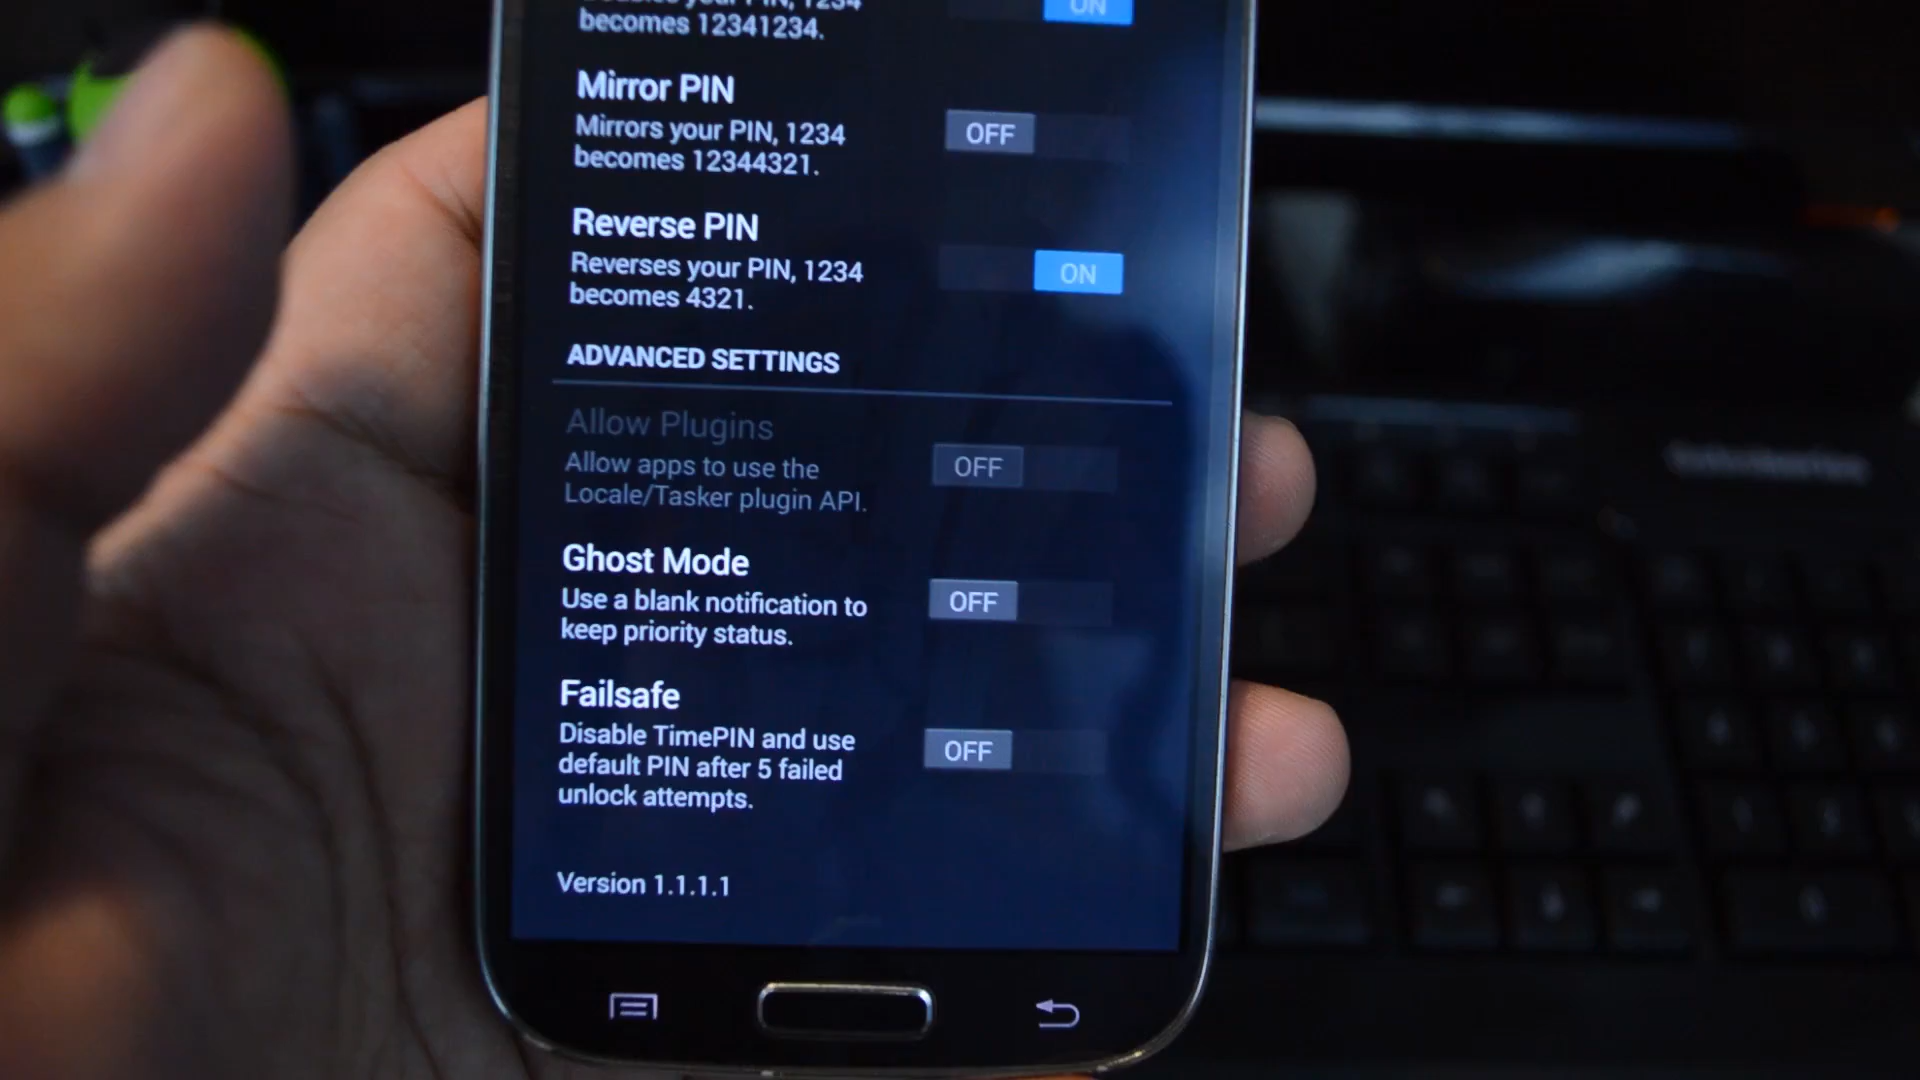 your PIN, 1234
ON
becomes 12341234.
Mirror PIN
Mirrors your PIN, 1234
becomes 12344321.
OFF
Reverse PIN
Reverses your PIN, 1234
becomes 4321.
ON
ADVANCED SETTINGS
Allow Plugins
Allow apps to use the
Locale/Tasker plugin API.
OFF
Ghost Mode
Use a blank notification to
keep priority status.
OFF
Failsafe
Disable TimePIN and use
default PIN after 5 failed
unlock attempts.
OFF
Version 1.1.1.1